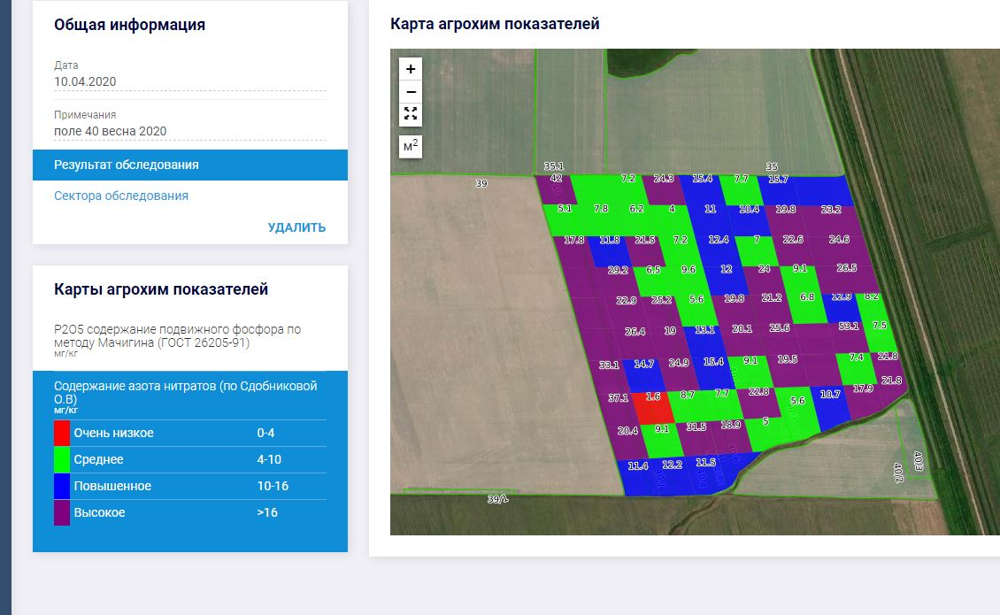 Общая информация
Дата
10.04.2020
Примечания
поле 40 весна 2020
Результат обследования
Сектора обследования
УДАЛИТЬ
Карты агрохим показателей
P2O5 содержание подвижного фосфора по
методу Мачигина (ГОСТ 26205-91)
мг/кг
Содержание азота нитратов (по Сдобниковой
О.В)
мг/кг
Очень низкое 0-4
Среднее 4-10
Повышенное 10-16
Высокое >16
Карта агрохим показателей
+
−
м2
35.1 35
39
42 7.2 24.3 15.4 7.7 15.7
5.1 7.8 6.2 4 11 10.4 19.8 23.2
17.8 11.8 21.5 7.2 12.4 7 22.6 24.6
29.2 6.5 9.6 12 24 9.1 26.5
22.9 25.2 5.6 19.8 21.2 6.8 12.9 8.2
26.4 19 13.1 20.1 25.6 53.1 7.5
33.1 14.7 24.9 15.4 9.1 19.5 7.4 21.8
37.1 1.6 8.7 7.7 22.8 5.6 10.7 17.9 21.8
20.4 9.1 31.5 18.9 5
11.4 12.2 11.5
40/2 40/3
39/1